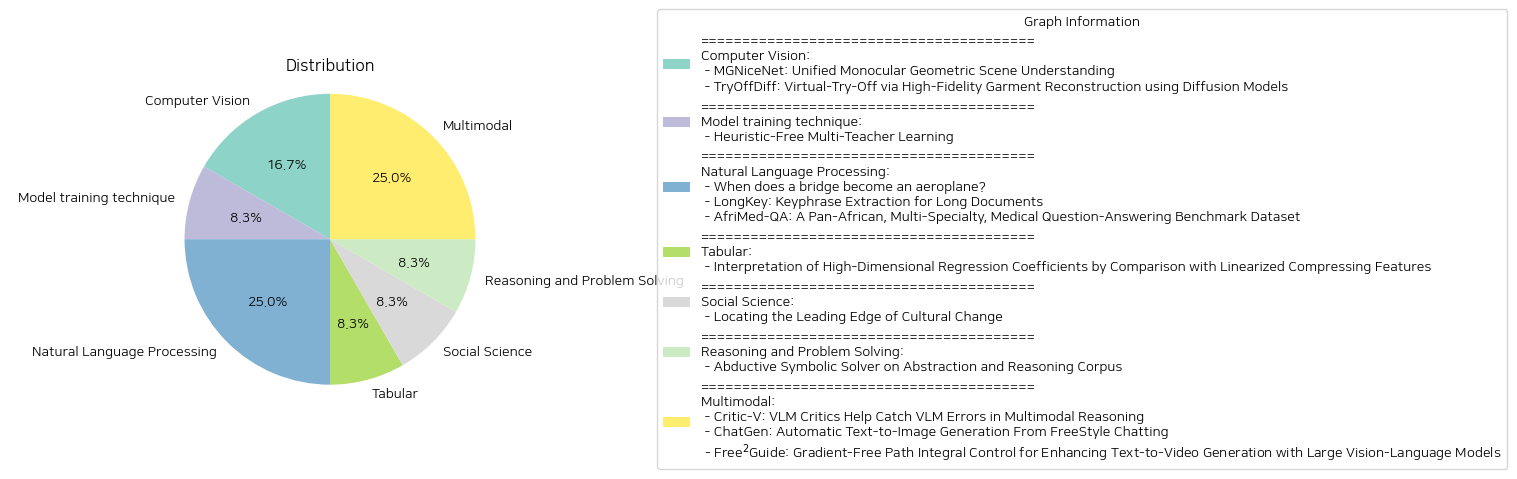 Distribution
Computer Vision
Multimodal
16.7%
25.0%
Model training technique
8.3%
8.3%
Reasoning and Problem Solving
25.0%
8.3%
8.3%
Natural Language Processing
Social Science
Tabular
Graph Information
========================================
Computer Vision:
- MGNiceNet: Unified Monocular Geometric Scene Understanding
- TryOffDiff: Virtual-Try-Off via High-Fidelity Garment Reconstruction using Diffusion Models
========================================
Model training technique:
- Heuristic-Free Multi-Teacher Learning
========================================
Natural Language Processing:
- When does a bridge become an aeroplane?
- LongKey: Keyphrase Extraction for Long Documents
- AfriMed-QA: A Pan-African, Multi-Specialty, Medical Question-Answering Benchmark Dataset
========================================
Tabular:
- Interpretation of High-Dimensional Regression Coefficients by Comparison with Linearized Compressing Features
========================================
Social Science:
- Locating the Leading Edge of Cultural Change
========================================
Reasoning and Problem Solving:
- Abductive Symbolic Solver on Abstraction and Reasoning Corpus
========================================
Multimodal:
- Critic-V: VLM Critics Help Catch VLM Errors in Multimodal Reasoning
- ChatGen: Automatic Text-to-Image Generation From FreeStyle Chatting
- Free²Guide: Gradient-Free Path Integral Control for Enhancing Text-to-Video Generation with Large Vision-Language Models